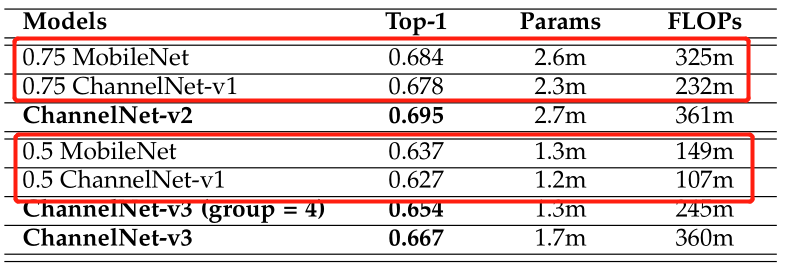 Models Top-1 Params FLOPs
0.75 MobileNet 0.684 2.6m 325m
0.75 ChannelNet-v1 0.678 2.3m 232m
ChannelNet-v2 0.695 2.7m 361m
0.5 MobileNet 0.637 1.3m 149m
0.5 ChannelNet-v1 0.627 1.2m 107m
ChannelNet-v3 (group = 4) 0.654 1.3m 245m
ChannelNet-v3 0.667 1.7m 360m